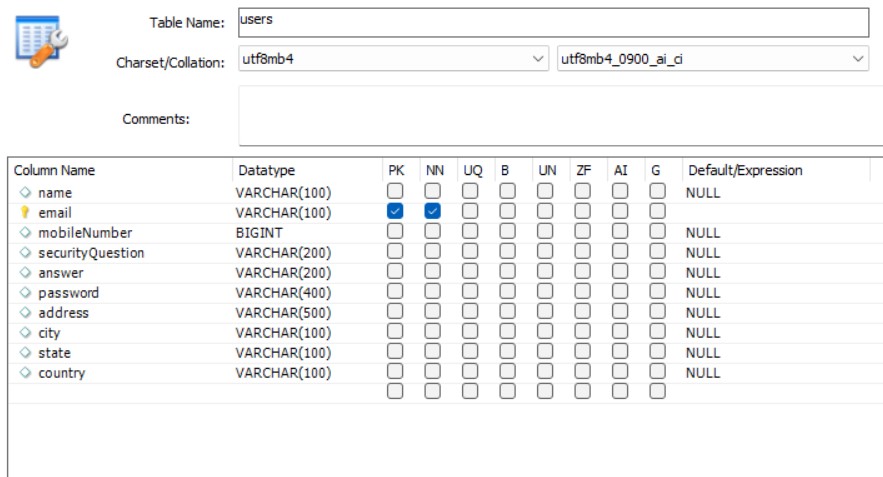 Table Name: users
Charset/Collation: utf8mb4 utf8mb4_0900_ai_ci
Comments:
Column Name Datatype PK NN UQ B UN ZF AI G Default/Expression
name VARCHAR(100) NULL
email VARCHAR(100)
mobileNumber BIGINT NULL
securityQuestion VARCHAR(200) NULL
answer VARCHAR(200) NULL
password VARCHAR(400) NULL
address VARCHAR(500) NULL
city VARCHAR(100) NULL
state VARCHAR(100) NULL
country VARCHAR(100) NULL